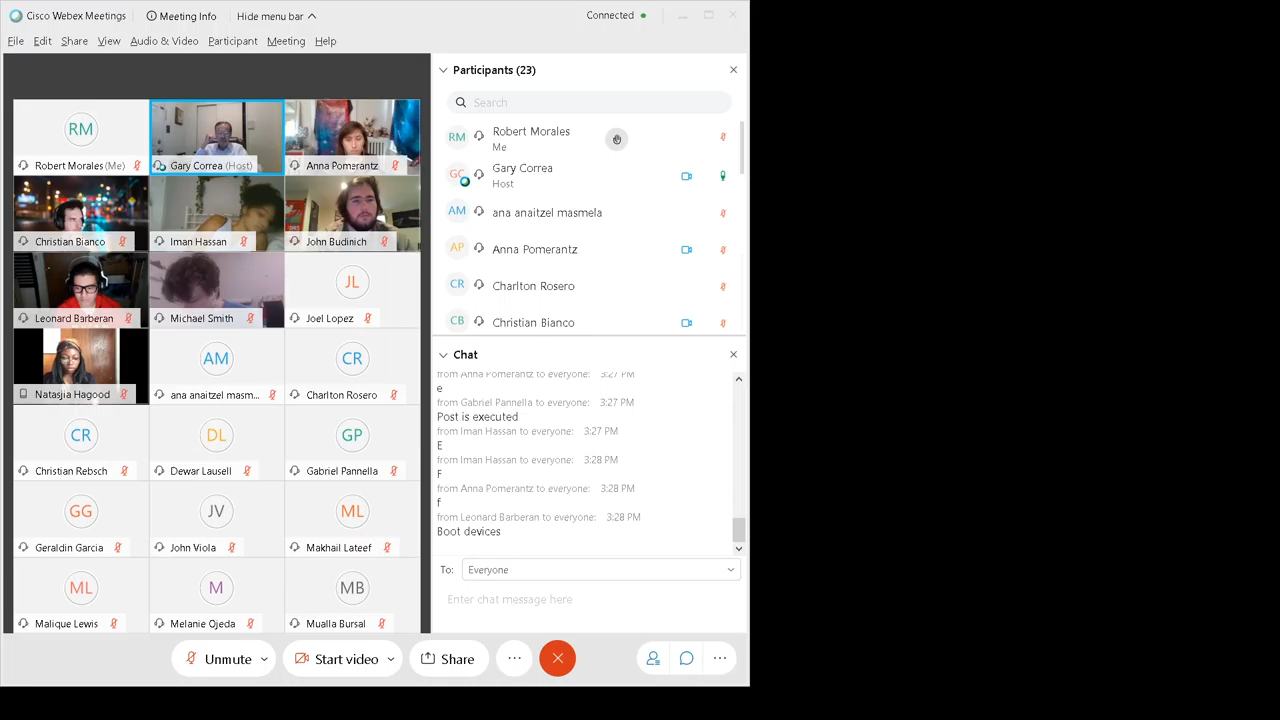 Cisco Webex Meetings
Meeting Info
Hide menu bar
Connected
File Edit Share View Audio & Video Participant Meeting Help
RM
Robert Morales (Me)
Gary Correa (Host)
Anna Pomerantz
Christian Bianco
Iman Hassan
John Budinich
Leonard Barberan
Michael Smith
JL
Joel Lopez
Natasjia Hagood
AM
ana anaitzel masm...
CR
Charlton Rosero
CR
Christian Rebsch
DL
Dewar Lausell
GP
Gabriel Pannella
GG
Geraldin Garcia
JV
John Viola
ML
Makhail Lateef
ML
Malique Lewis
M
Melanie Ojeda
MB
Mualla Bursal
Participants (23)
Search
RM
Robert Morales
Me
GC
Gary Correa
Host
AM
ana anaitzel masmela
AP
Anna Pomerantz
CR
Charlton Rosero
CB
Christian Bianco
Chat
from Anna Pomerantz to everyone: 3:27 PM
e
from Gabriel Pannella to everyone: 3:27 PM
Post is executed
from Iman Hassan to everyone: 3:27 PM
E
from Iman Hassan to everyone: 3:28 PM
F
from Anna Pomerantz to everyone: 3:28 PM
f
from Leonard Barberan to everyone: 3:28 PM
Boot devices
To: Everyone
Enter chat message here
Unmute
Start video
Share